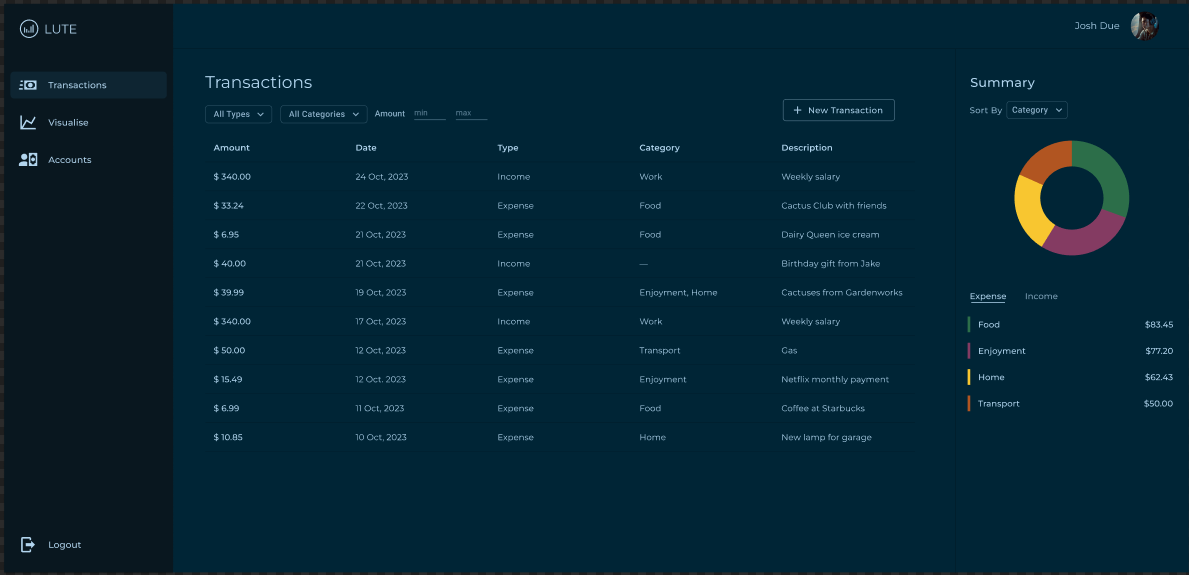 LUTE
Josh Due
Transactions
Visualise
Accounts
Logout
Transactions
All Types All Categories Amount min max
+ New Transaction
Amount Date Type Category Description
$ 340.00 24 Oct, 2023 Income Work Weekly salary
$ 33.24 22 Oct, 2023 Expense Food Cactus Club with friends
$ 6.95 21 Oct, 2023 Expense Food Dairy Queen ice cream
$ 40.00 21 Oct, 2023 Income — Birthday gift from Jake
$ 39.99 19 Oct, 2023 Expense Enjoyment, Home Cactuses from Gardenworks
$ 340.00 17 Oct, 2023 Income Work Weekly salary
$ 50.00 12 Oct, 2023 Expense Transport Gas
$ 15.49 12 Oct. 2023 Expense Enjoyment Netflix monthly payment
$ 6.99 11 Oct, 2023 Expense Food Coffee at Starbucks
$ 10.85 10 Oct, 2023 Expense Home New lamp for garage
Summary
Sort By Category
Expense Income
Food $83.45
Enjoyment $77.20
Home $62.43
Transport $50.00